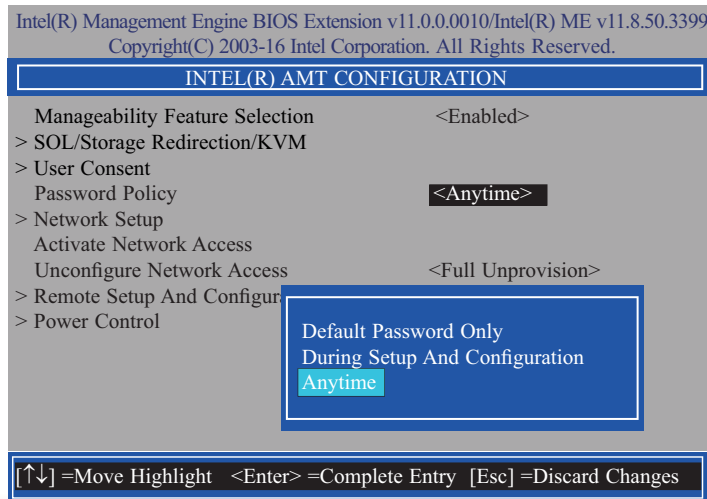 Intel(R) Management Engine BIOS Extension v11.0.0.0010/Intel(R) ME v11.8.50.3399
Copyright(C) 2003-16 Intel Corporation. All Rights Reserved.
INTEL(R) AMT CONFIGURATION
Manageability Feature Selection <Enabled>
> SOL/Storage Redirection/KVM
> User Consent
Password Policy <Anytime>
> Network Setup
Activate Network Access
Unconfigure Network Access <Full Unprovision>
> Remote Setup And
> Power Control
Default Password Only
During Setup And Configuration
Anytime
[↑↓] =Move Highlight <Enter> =Complete Entry [Esc] =Discard Changes